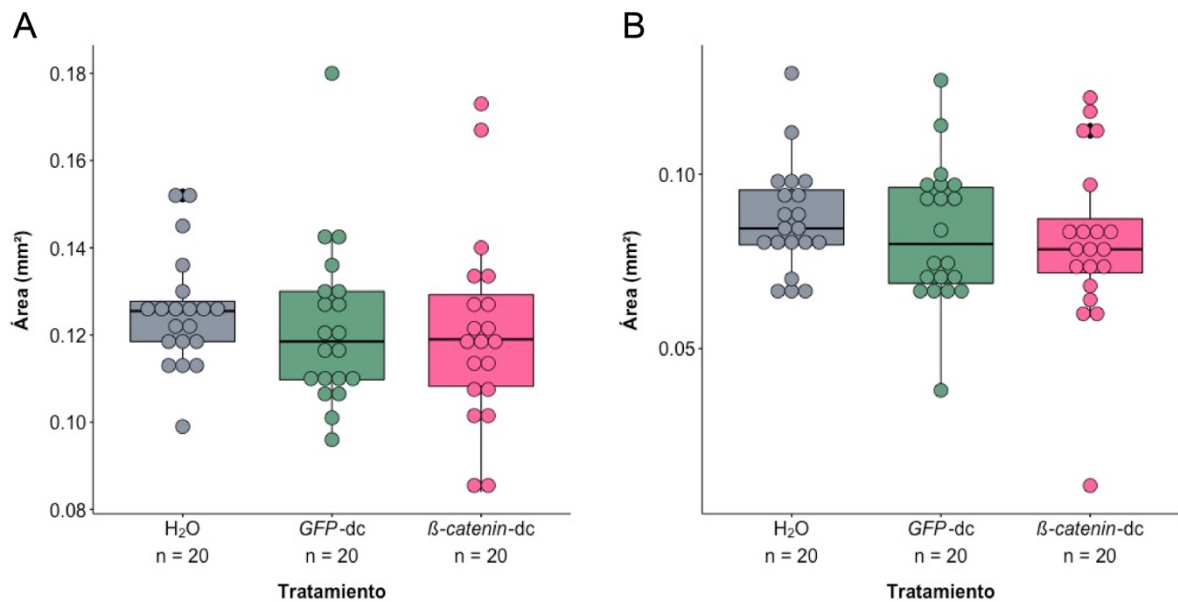 A
Área (mm²)
0.18
0.16
0.14
0.12
0.10
0.08
H₂O
GFP-dc
ß-catenin-dc
n = 20
n = 20
n = 20
Tratamiento
B
Área (mm²)
0.10
0.05
H₂O
GFP-dc
ß-catenin-dc
n = 20
n = 20
n = 20
Tratamiento